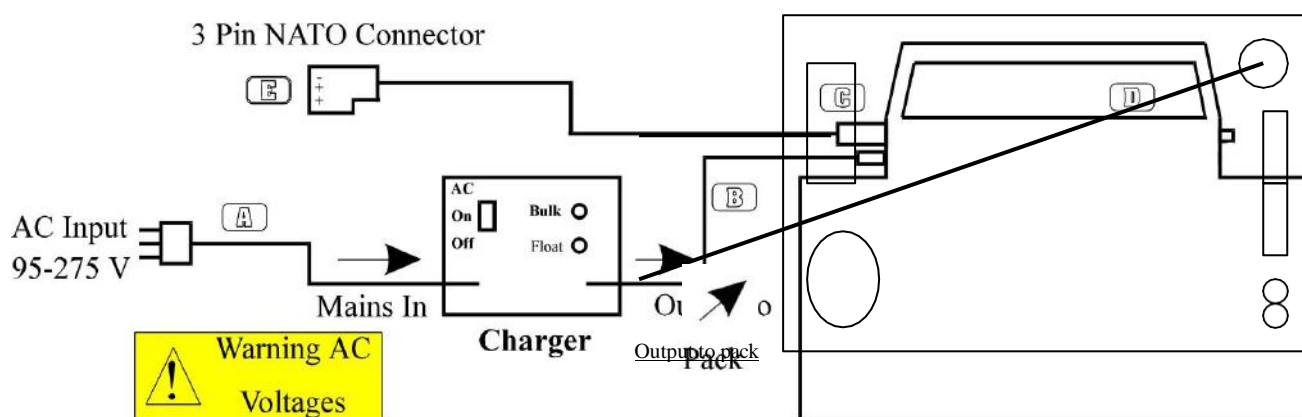 3 Pin NATO Connector
E
-
+
+
C
D
AC
On
Off
Bulk
Float
B
A
AC Input
95-275 V
Mains In
Charger
Output to pack
Pack
Warning AC
Voltages